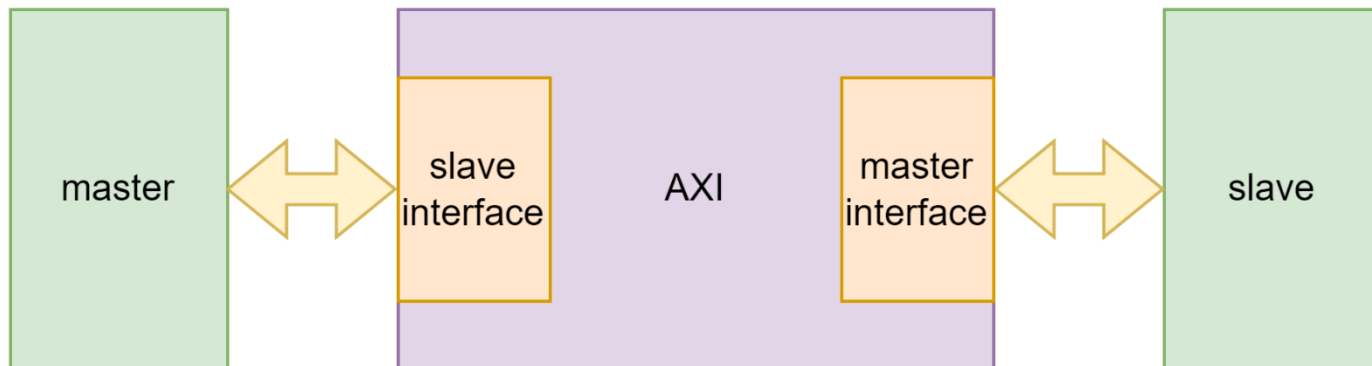 master
slave
interface
AXI
master
interface
slave